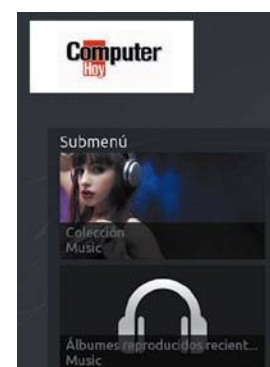 Computer
Hoy
Submenú
Colección
Music
Álbumes reproducidos recient...
Music